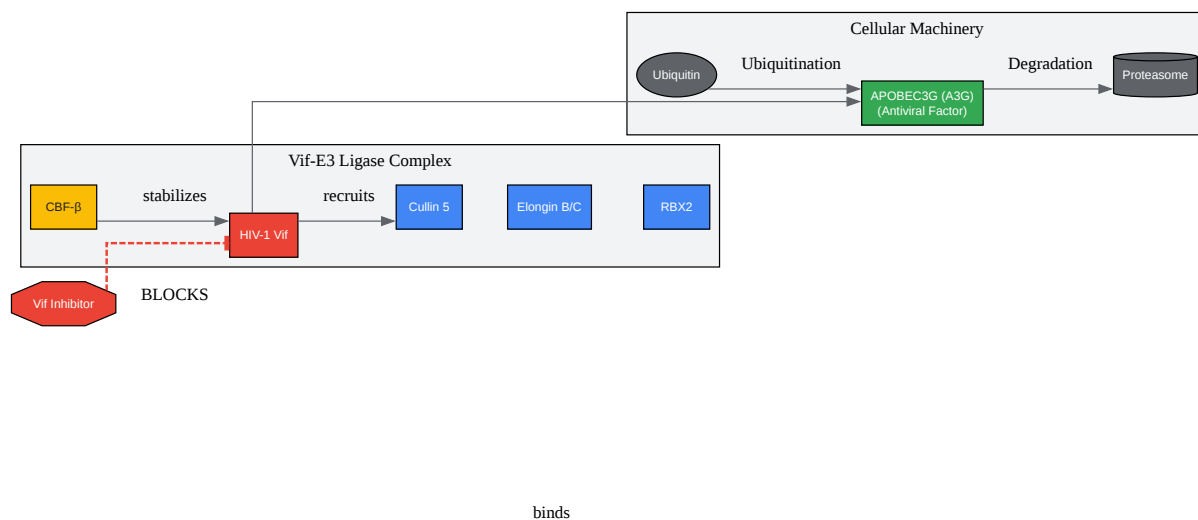 Cellular Machinery
Ubiquitin
Ubiquitination
APOBEC3G (A3G)
(Antiviral Factor)
Degradation
Proteasome
Vif-E3 Ligase Complex
CBF-β
stabilizes
HIV-1 Vif
recruits
Cullin 5
Elongin B/C
RBX2
Vif Inhibitor
BLOCKS
binds